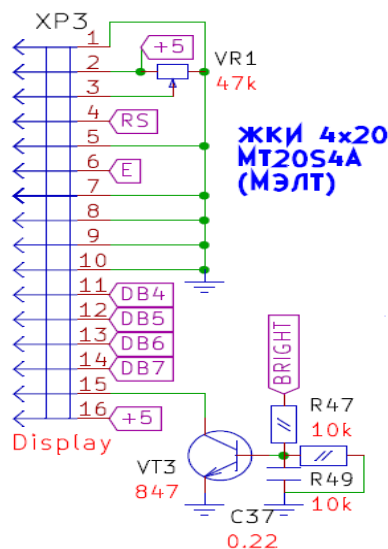 XP3
1
+5
2
VR1
3
47k
4
RS
5
ЖКИ 4x20
MT20S4A
(МЭЛТ)
6
E
7
8
9
10
11
DB4
12
DB5
13
DB6
14
DB7
BRIGHT
15
16
+5
Display
R47
10k
VT3
847
R49
10k
C37
0.22